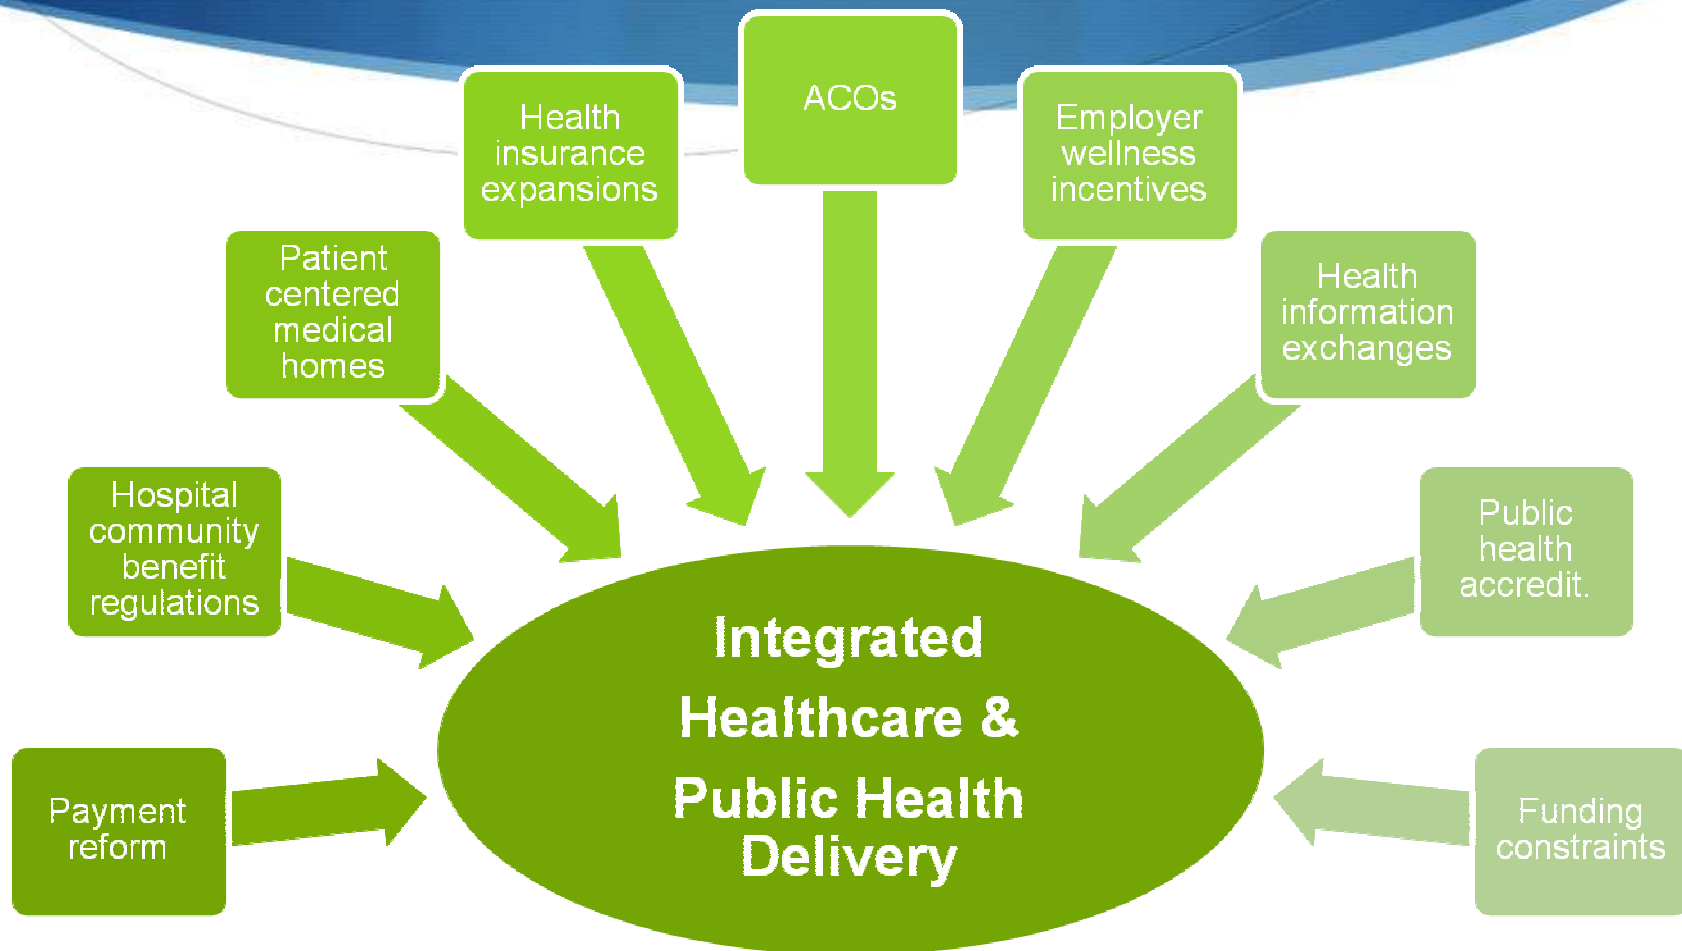 ACOs
Health
insurance
expansions
Employer
wellness
incentives
Patient
centered
medical
homes
Health
information
exchanges
Hospital
community
benefit
regulations
Public
health
accredit.
Payment
reform
Funding
constraints
Integrated
Healthcare &
Public Health
Delivery